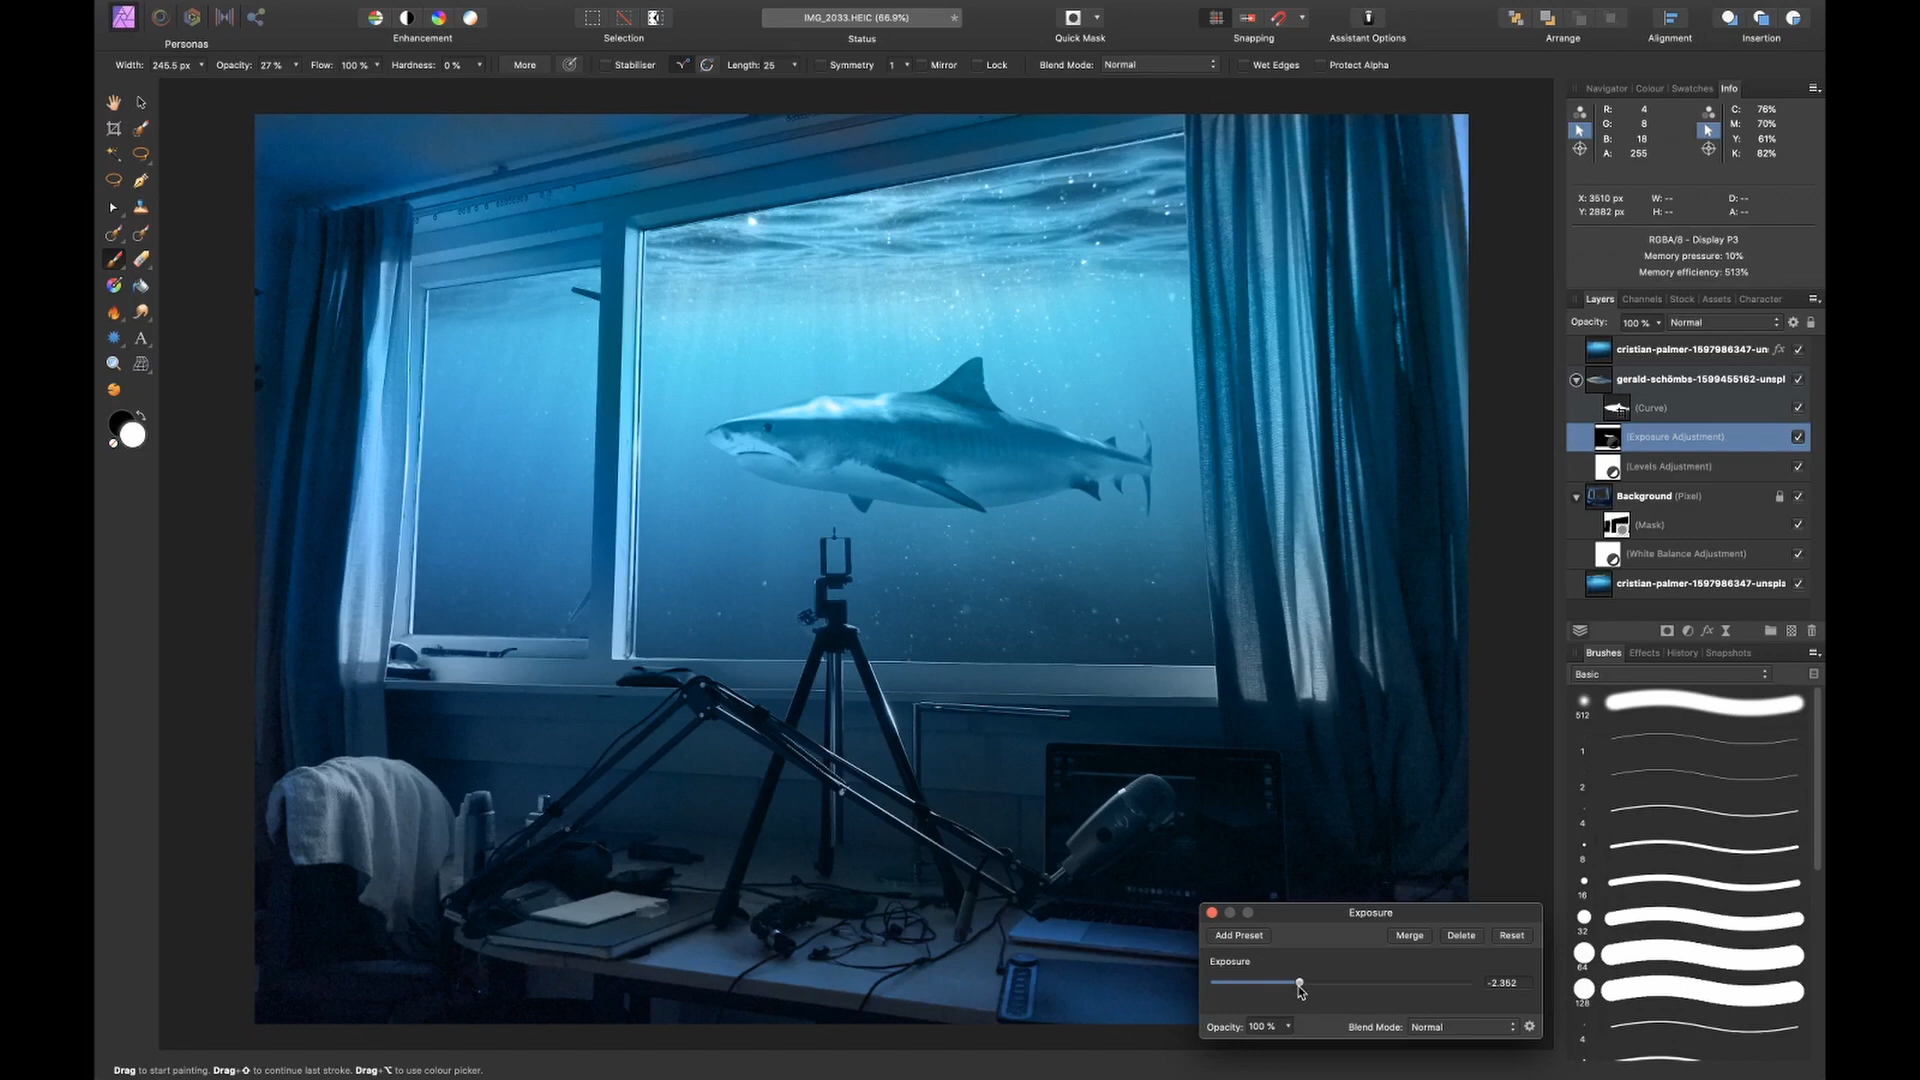 Personas
Enhancement
Selection
IMG_2033.HEIC (66.9%)
Status
Quick Mask
Snapping
Assistant Options
Arrange
Alignment
Insertion
Width: 245.5 px Opacity: 27 % Flow: 100 % Hardness: 0 % More Stabiliser Length: 25 Symmetry 1 Mirror Lock Blend Mode: Normal Wet Edges Protect Alpha
Navigator Colour Swatches Info
R: 4 C: 76%
G: 8 M: 70%
B: 18 Y: 61%
A: 255 K: 82%
X: 3510 px W: -- D: --
Y: 2882 px H: -- A: --
RGBA/8 - Display P3
Memory pressure: 10%
Memory efficiency: 513%
Layers Channels Stock Assets Character
Opacity: 100 % Normal
cristian-palmer-1597986347-un fx
gerald-schömbs-1599455162-unspl
(Curve)
(Exposure Adjustment)
(Levels Adjustment)
Background (Pixel)
(Mask)
(White Balance Adjustment)
cristian-palmer-1597986347-unspla
fx
Brushes Effects History Snapshots
Basic
512
1
2
4
8
16
32
64
128
4
Exposure
Add Preset Merge Delete Reset
Exposure
-2.352
Opacity: 100 % Blend Mode: Normal
Drag to start painting. Drag+⇧ to continue last stroke. Drag+⌥ to use colour picker.